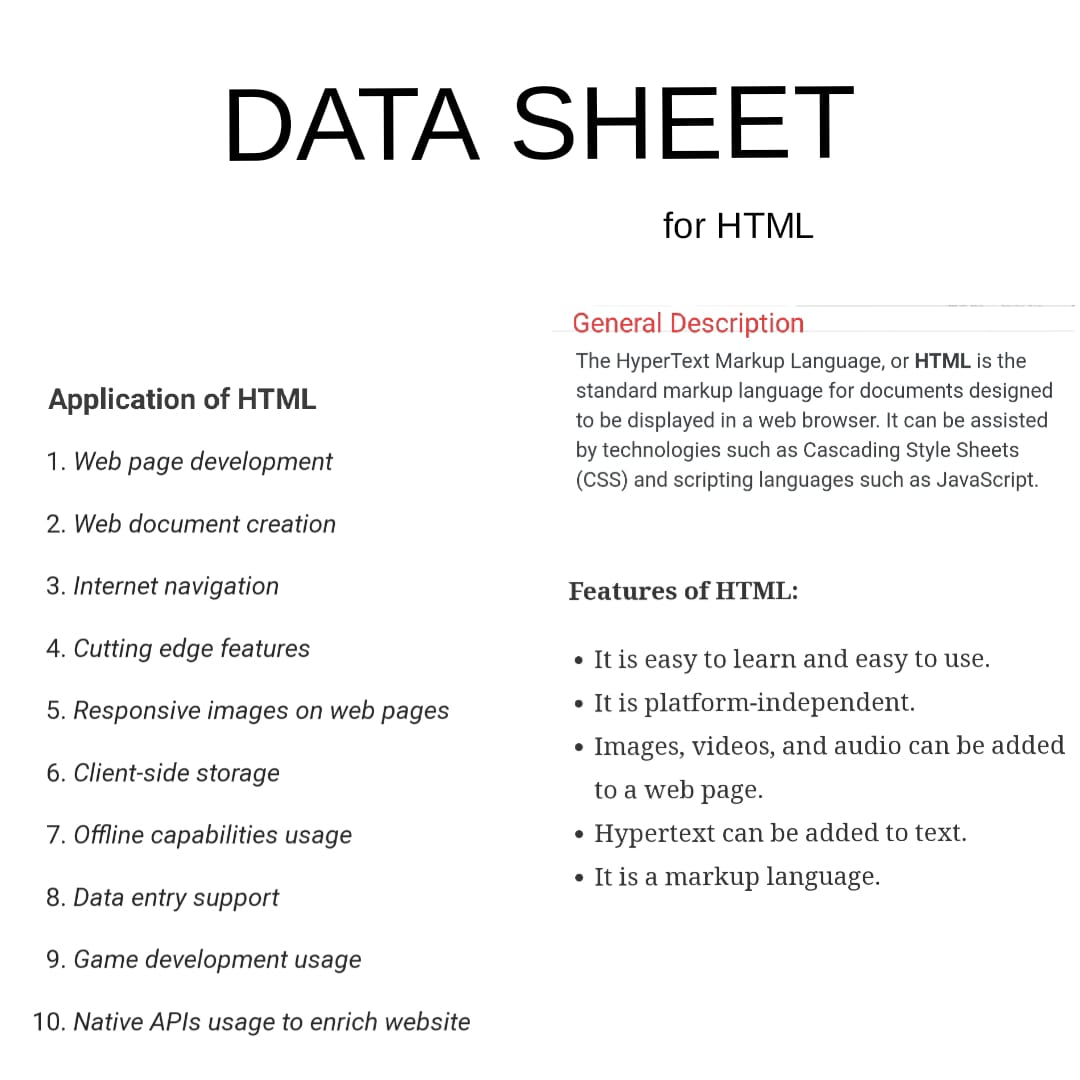 DATA SHEET
for HTML
Application of HTML
1. Web page development
2. Web document creation
3. Internet navigation
4. Cutting edge features
5. Responsive images on web pages
6. Client-side storage
7. Offline capabilities usage
8. Data entry support
9. Game development usage
10. Native APIs usage to enrich website
General Description
The HyperText Markup Language, or HTML is the
standard markup language for documents designed
to be displayed in a web browser. It can be assisted
by technologies such as Cascading Style Sheets
(CSS) and scripting languages such as JavaScript.
Features of HTML:
• It is easy to learn and easy to use.
• It is platform-independent.
• Images, videos, and audio can be added
to a web page.
• Hypertext can be added to text.
• It is a markup language.